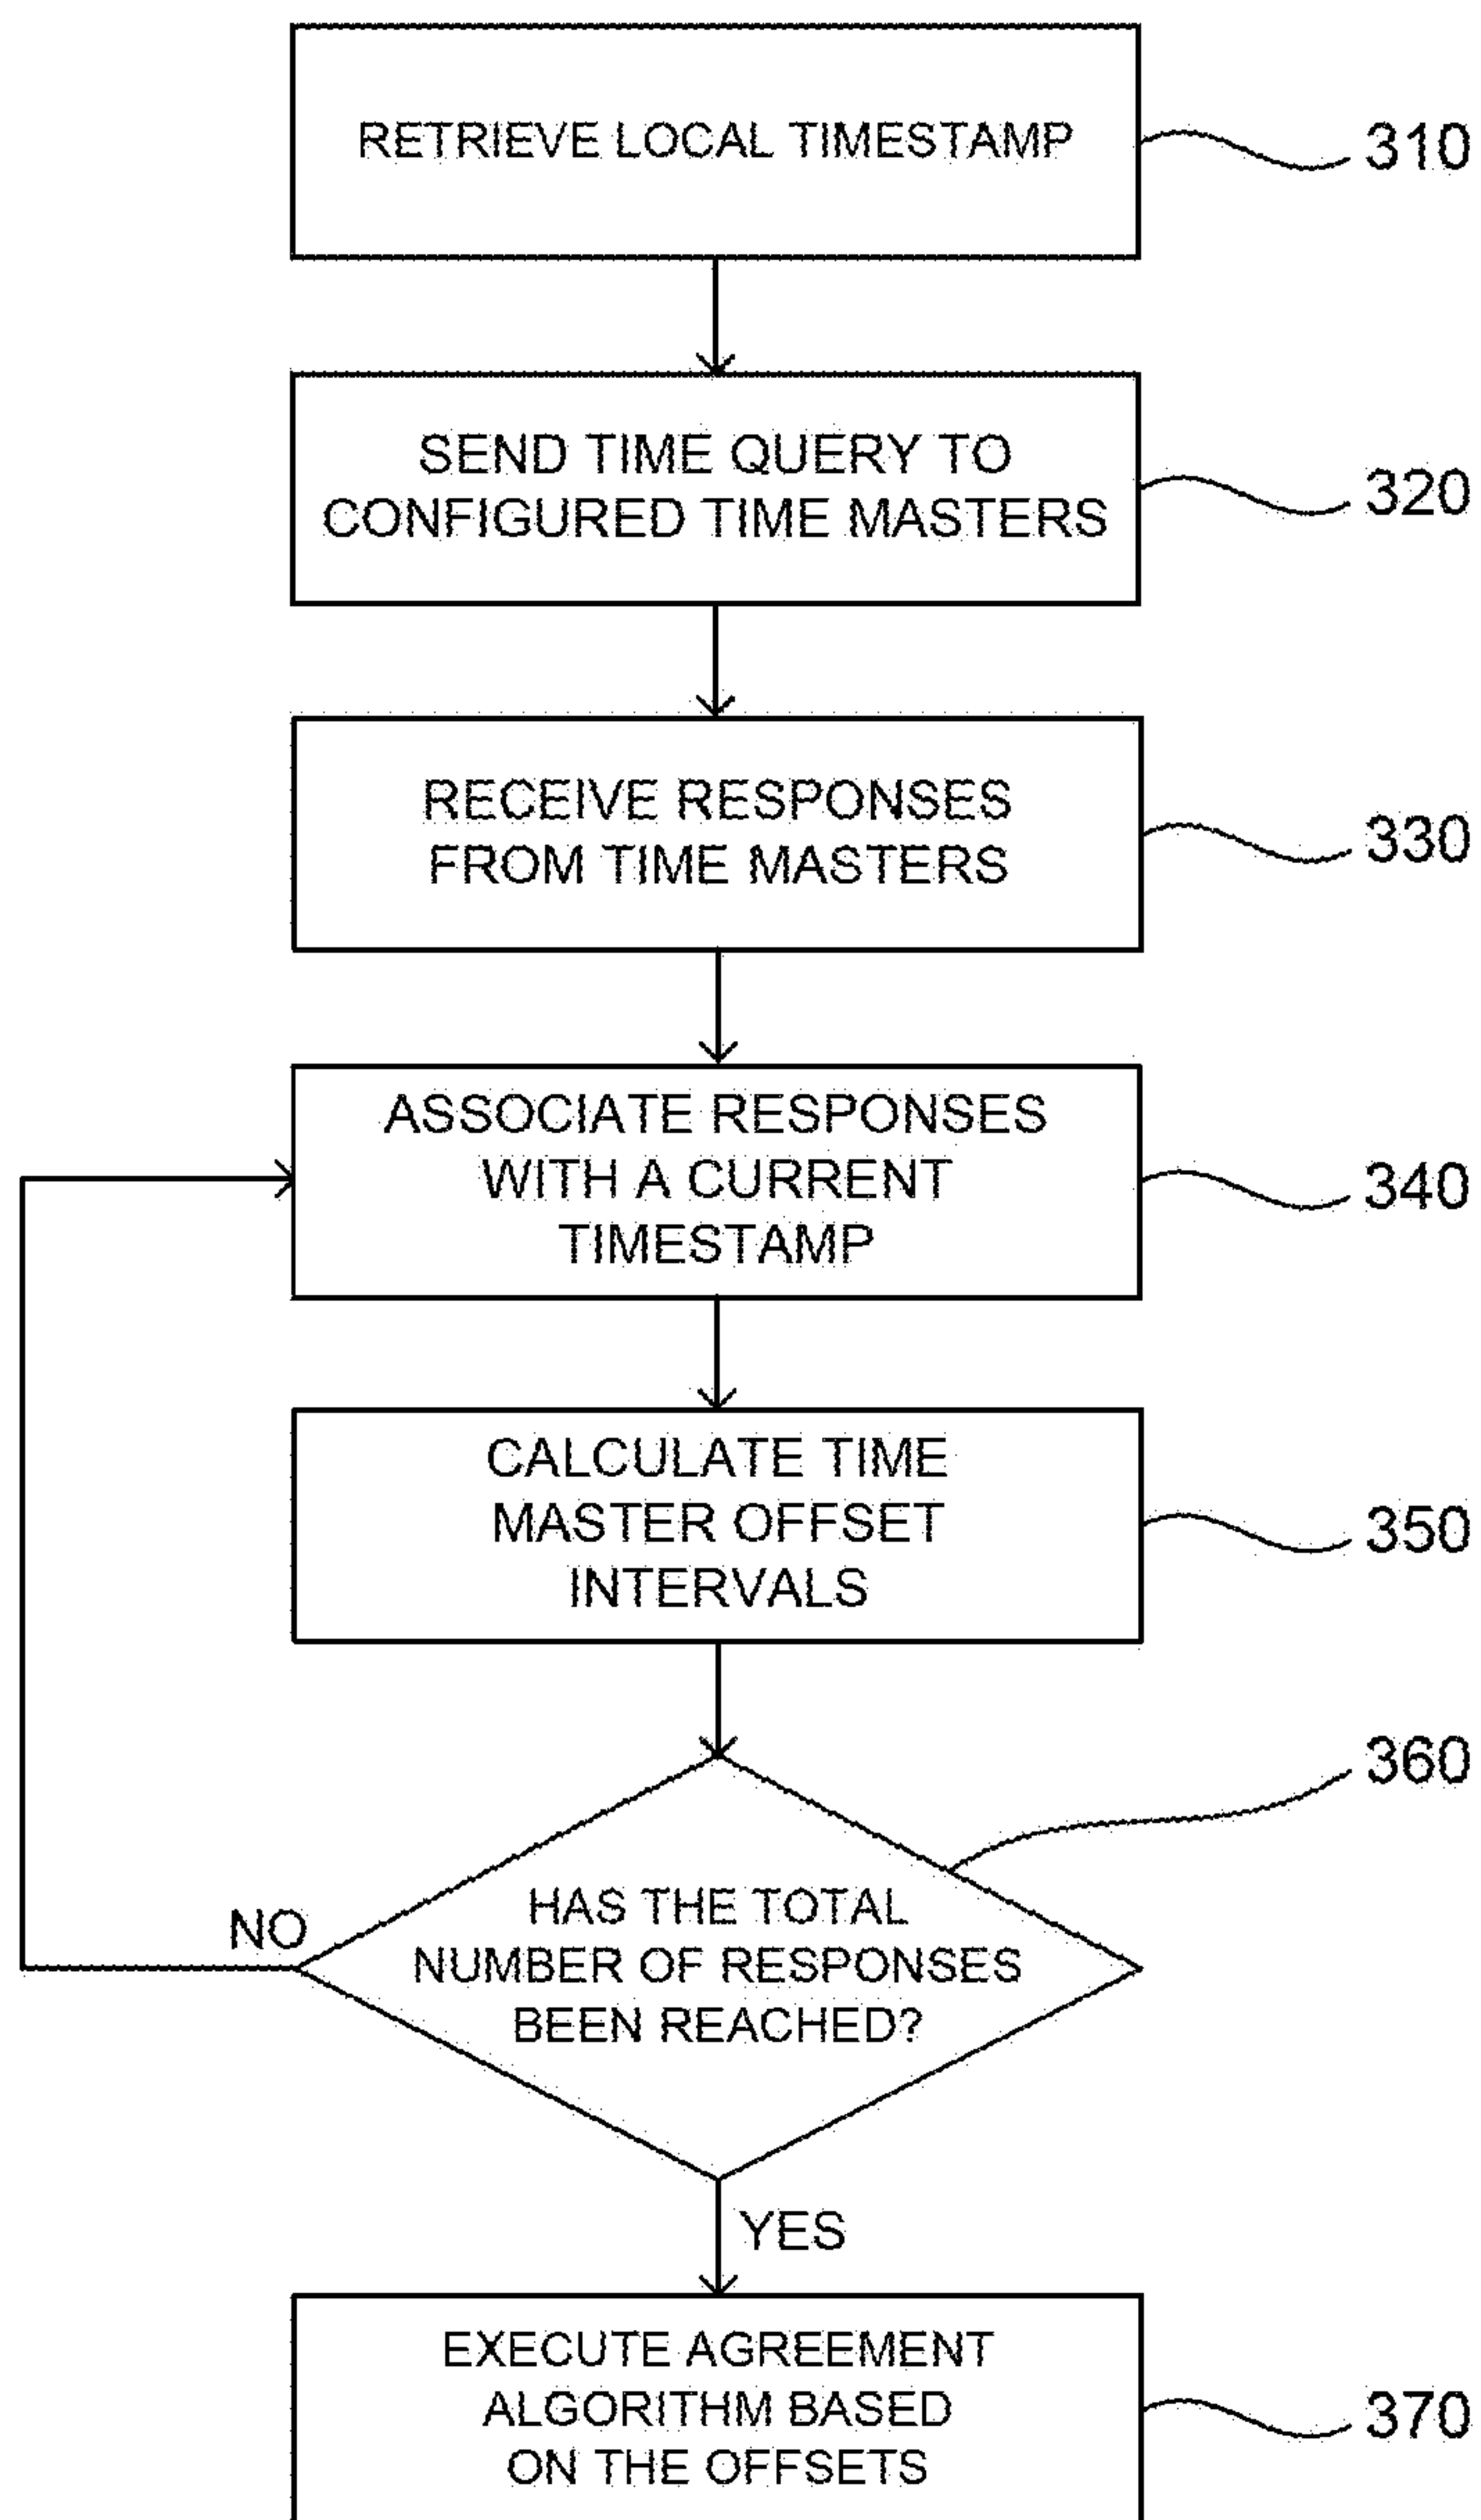 RETRIEVE LOCAL TIMESTAMP
310
SEND TIME QUERY TO
CONFIGURED TIME MASTERS
320
RECEIVE RESPONSES
FROM TIME MASTERS
330
ASSOCIATE RESPONSES
WITH A CURRENT
TIMESTAMP
340
CALCULATE TIME
MASTER OFFSET
INTERVALS
350
360
HAS THE TOTAL
NUMBER OF RESPONSES
BEEN REACHED?
NO
YES
EXECUTE AGREEMENT
ALGORITHM BASED
ON THE OFFSETS
370